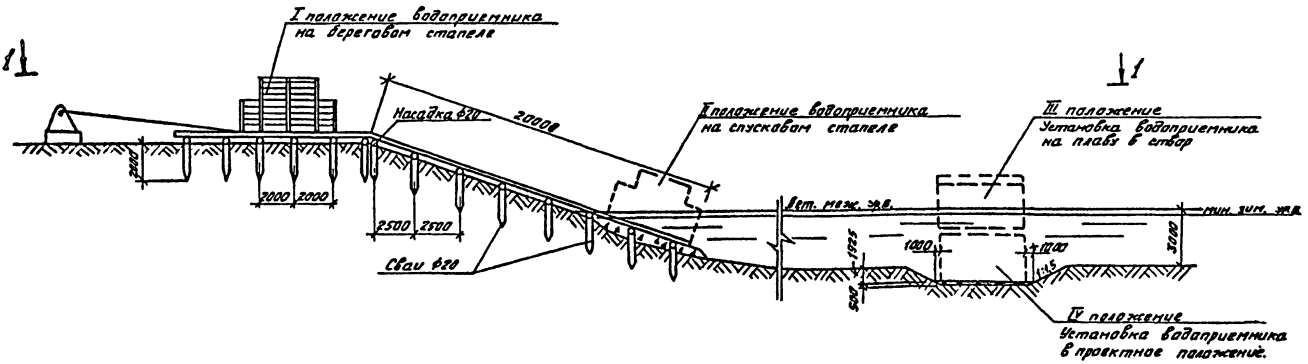 I положение водоприемника
на береговом стапеле
1
1
Насадка ф20
20000
II положение водоприемника
на спусковом стапеле
III положение
Установка водоприемника
на плаву в створ
2000
2000
2500
2500
Лет. меж. ж.в.
мин. зим. ж.в.
1000
1000
1925
3000
1:1.5
500
Сваи ф20
IV положение
Установка водоприемника
в проектное положение.